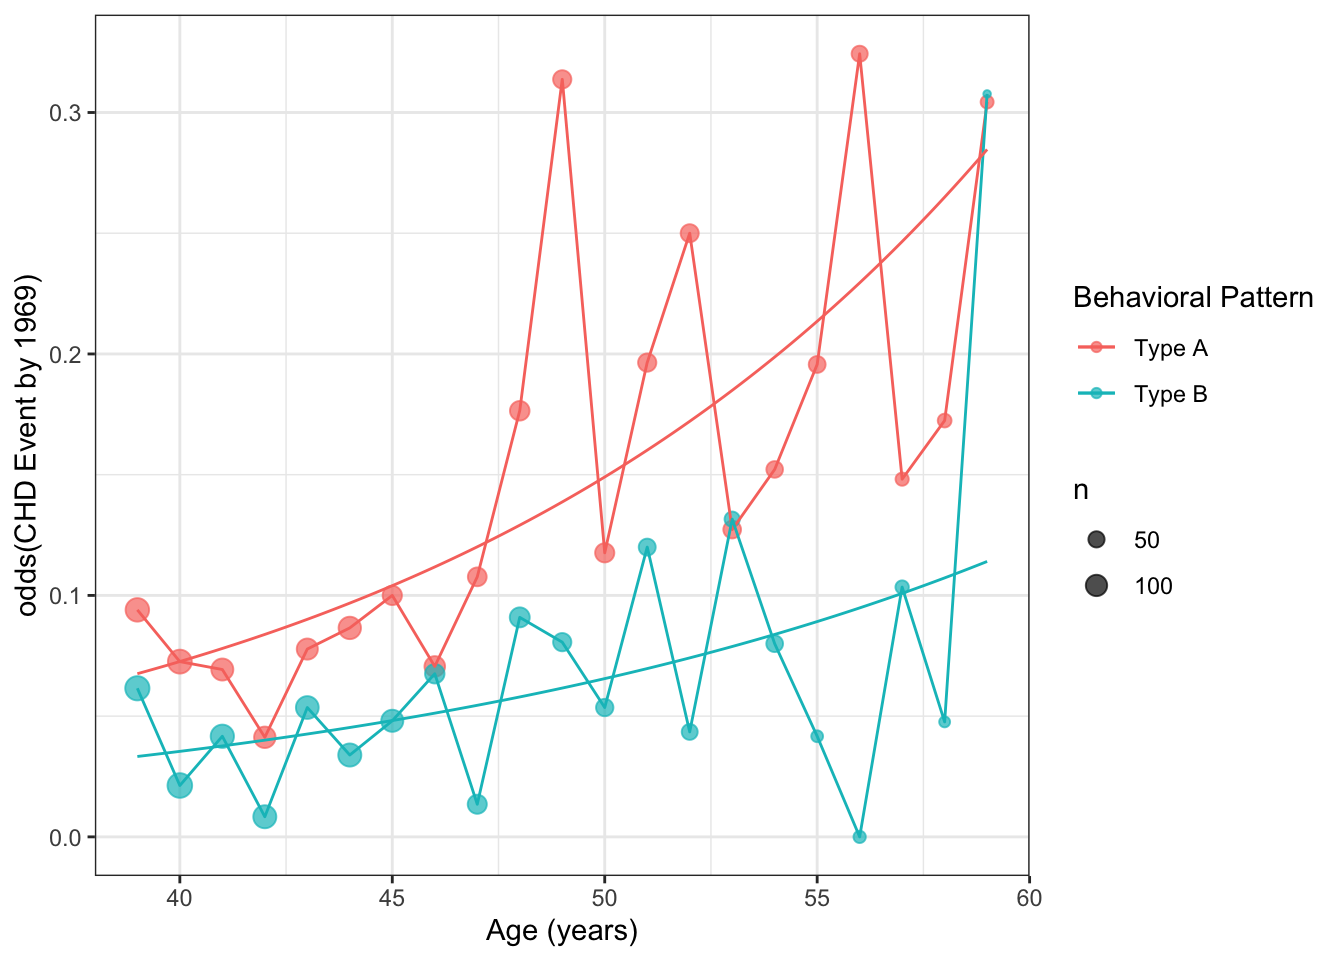 odds(CHD Event by 1969)
0.3
0.2
0.1
0.0
40 45 50 55 60
Age (years)
Behavioral Pattern
Type A
Type B
n
50
100